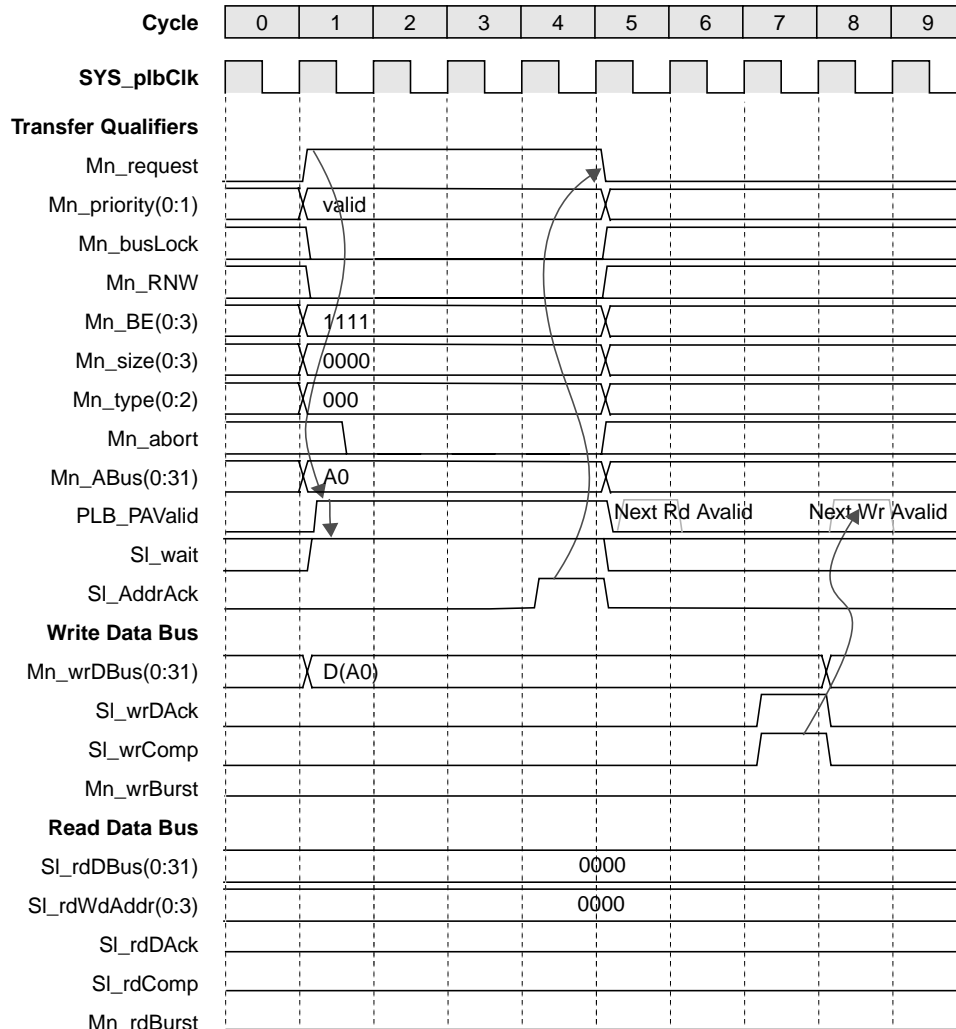 Cycle 0 1 2 3 4 5 6 7 8 9
SYS_plbClk
Transfer Qualifiers
Mn_request
Mn_priority(0:1) valid
Mn_busLock
Mn_RNW
Mn_BE(0:3) 1111
Mn_size(0:3) 0000
Mn_type(0:2) 000
Mn_abort
Mn_ABus(0:31) A0
PLB_PAValid Next Rd Avalid Next Wr Avalid
Sl_wait
Sl_AddrAck
Write Data Bus
Mn_wrDBus(0:31) D(A0)
Sl_wrDAck
Sl_wrComp
Mn_wrBurst
Read Data Bus
Sl_rdDBus(0:31) 0000
Sl_rdWdAddr(0:3) 0000
Sl_rdDAck
Sl_rdComp
Mn_rdBurst